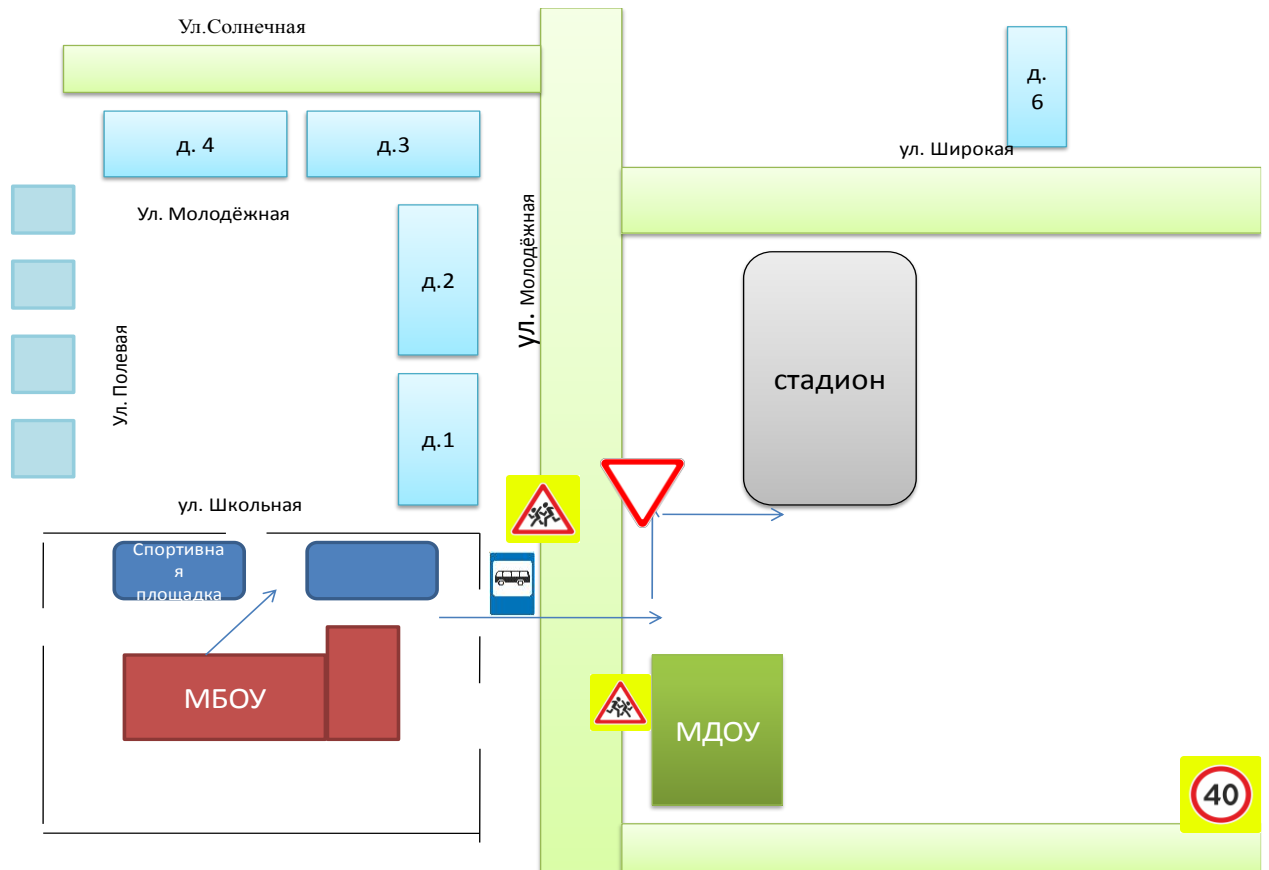 Ул.Солнечная
д.
6
д. 4
д.3
ул. Широкая
Ул. Молодёжная
ул. Молодёжная
д.2
Ул. Полевая
стадион
д.1
ул. Школьная
Спортивна
я
площадка
МБОУ
МДОУ
40